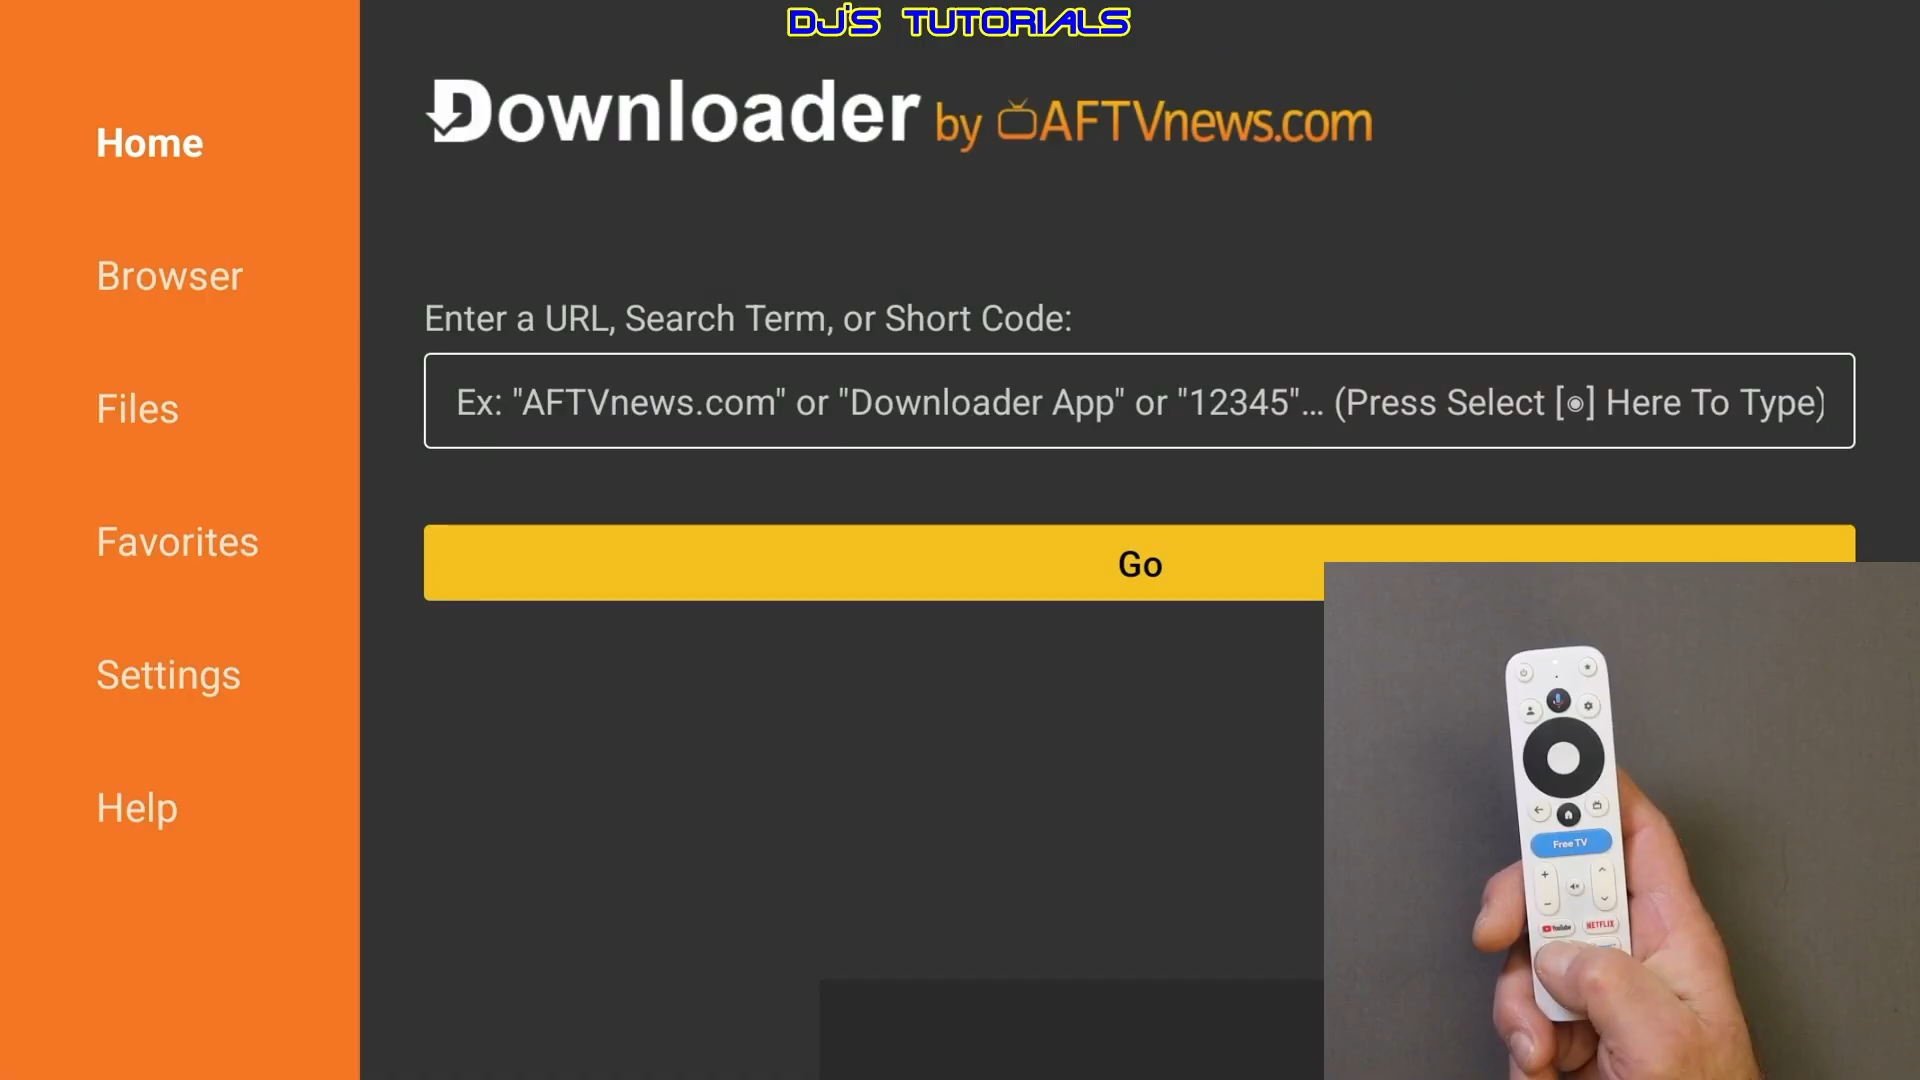 DJ'S TUTORIALS
Downloader by AFTVnews.com
Home
Browser
Files
Favorites
Settings
Help
Enter a URL, Search Term, or Short Code:
Ex: "AFTVnews.com" or "Downloader App" or "12345"... (Press Select [◉] Here To Type)
Go
Free TV
YouTube
NETFLIX